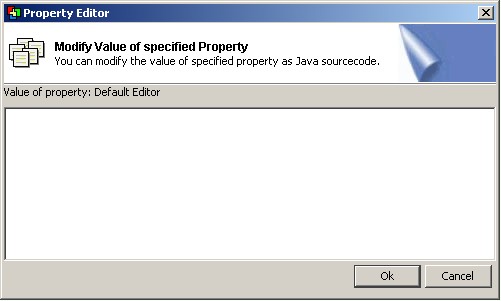 Property Editor
Modify Value of specified Property
You can modify the value of specified property as Java sourcecode.
Value of property: Default Editor
Ok
Cancel